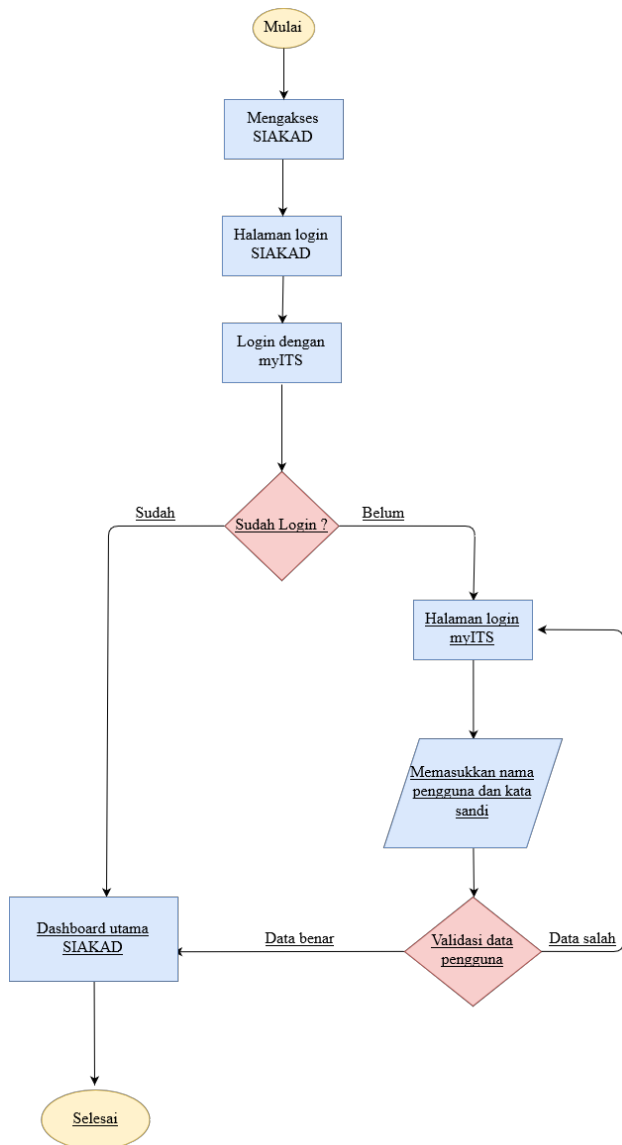 Mulai
Mengakses
SIAKAD
Halaman login
SIAKAD
Login dengan
myITS
Sudah
Sudah Login ?
Belum
Halaman login
myITS
Memasukkan nama
pengguna dan kata
sandi
Dashboard utama
SIAKAD
Data benar
Validasi data
pengguna
Data salah
Selesai